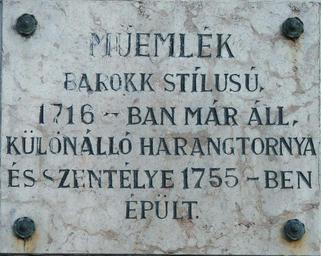 MŰEMLÉK
BAROKK STÍLUSÚ,
1716 - BAN MÁR ÁLL,
KÜLÖNÁLLÓ HARANGTORNYA
ÉS SZENTÉLYE 1755 - BEN
ÉPÜLT.